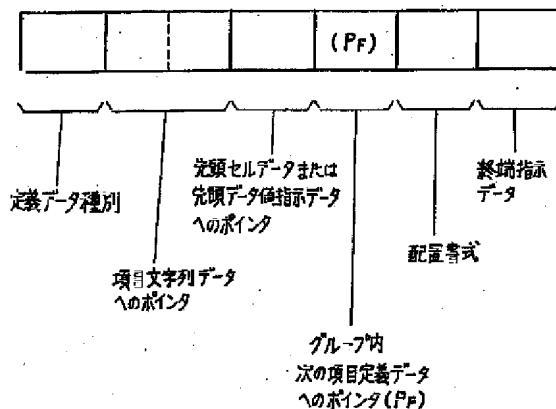 (PF)
定義データ種別
項目文字列データ
へのポインタ
先頭セルデータまたは
先頭データ値指示データ
へのポインタ
グループ内
次の項目定義データ
へのポインタ(PF)
配置書式
終端指示
データ